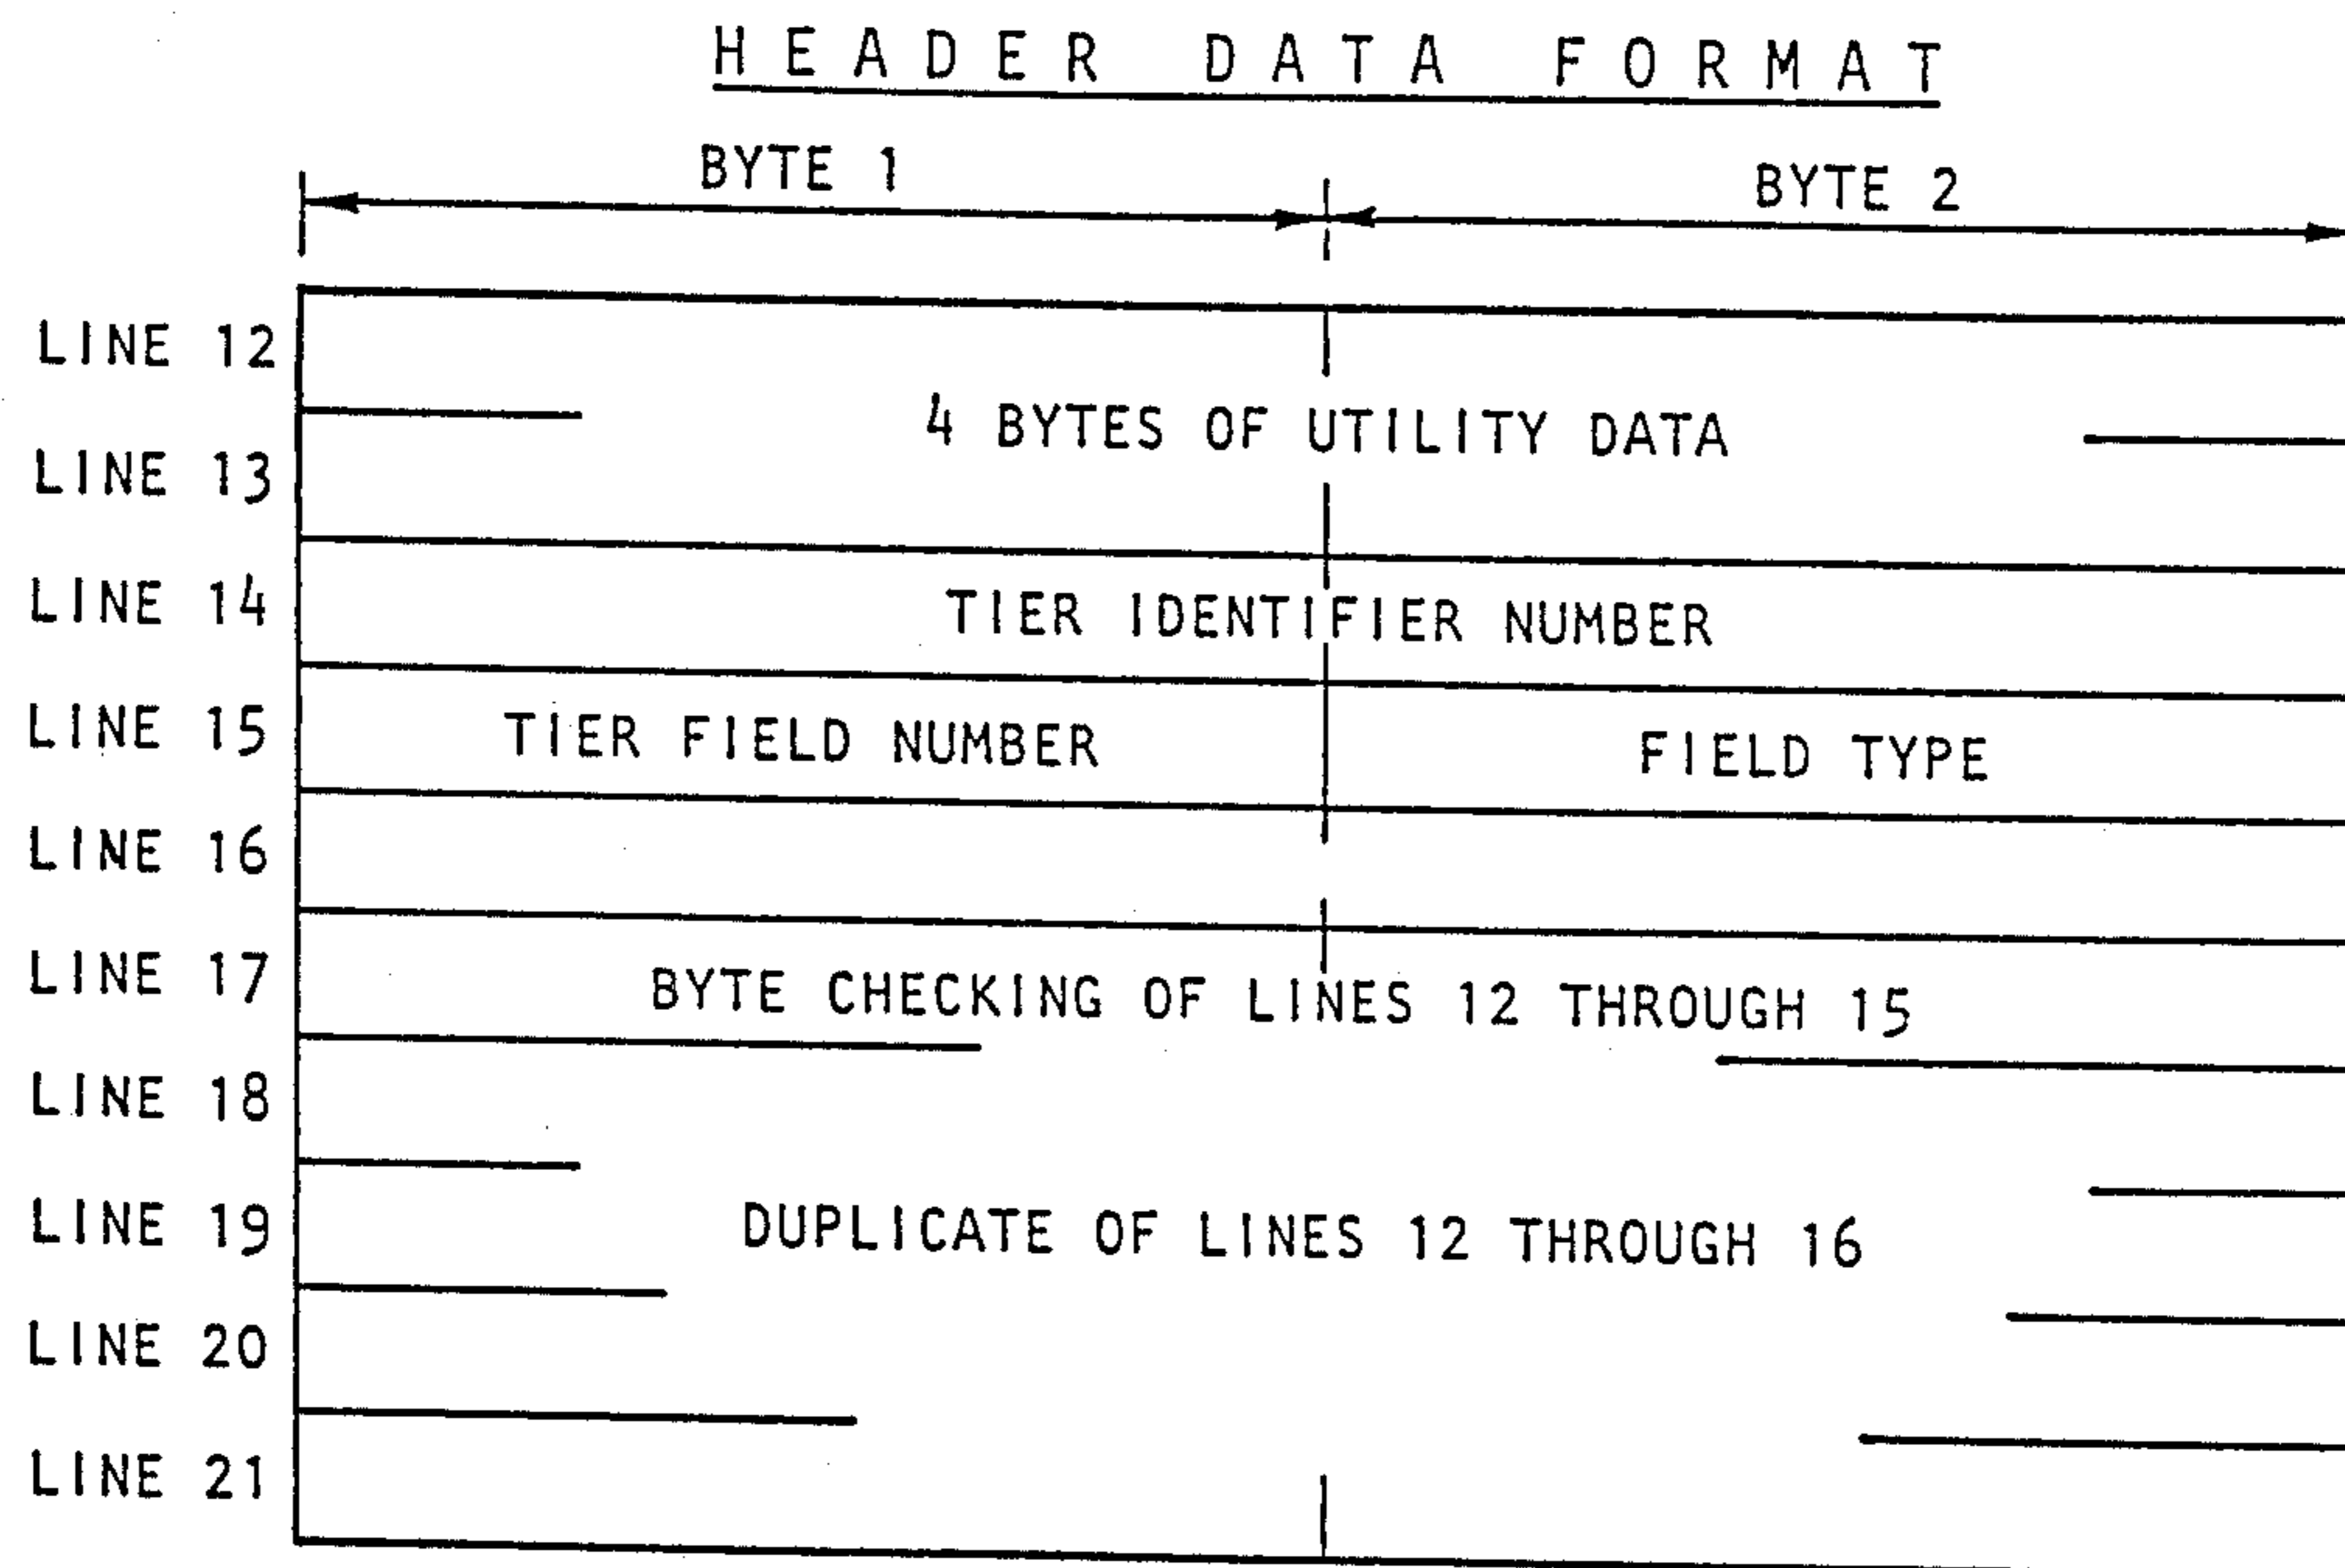 HEADER DATA FORMAT
BYTE 1 BYTE 2
LINE 12
4 BYTES OF UTILITY DATA
LINE 13
LINE 14 TIER IDENTIFIER NUMBER
LINE 15 TIER FIELD NUMBER FIELD TYPE
LINE 16
LINE 17 BYTE CHECKING OF LINES 12 THROUGH 15
LINE 18
LINE 19 DUPLICATE OF LINES 12 THROUGH 16
LINE 20
LINE 21